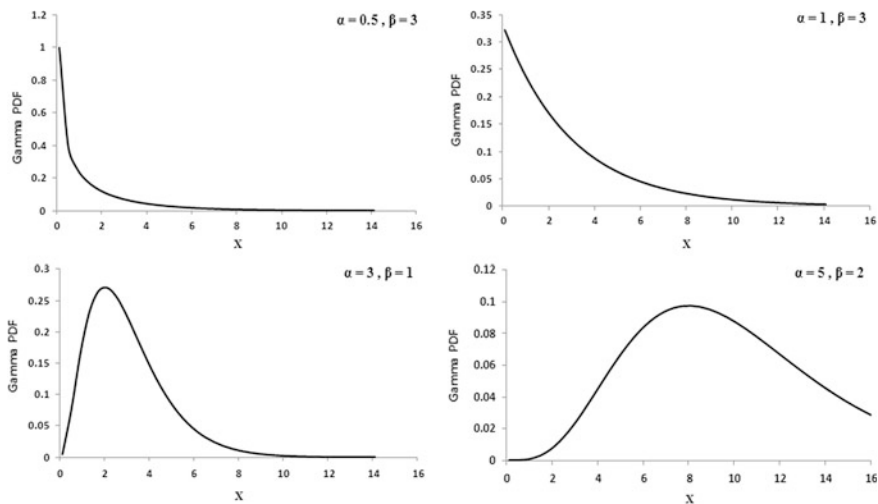 α = 0.5 , β = 3
1.2
1
0.8
0.6
0.4
0.2
0
Gamma PDF
0 2 4 6 8 10 12 14 16
X
α = 1 , β = 3
0.35
0.3
0.25
0.2
0.15
0.1
0.05
0
Gamma PDF
0 2 4 6 8 10 12 14 16
X
α = 3 , β = 1
0.3
0.25
0.2
0.15
0.1
0.05
0
Gamma PDF
0 2 4 6 8 10 12 14 16
X
α = 5 , β = 2
0.12
0.1
0.08
0.06
0.04
0.02
0
Gamma PDF
0 2 4 6 8 10 12 14 16
X